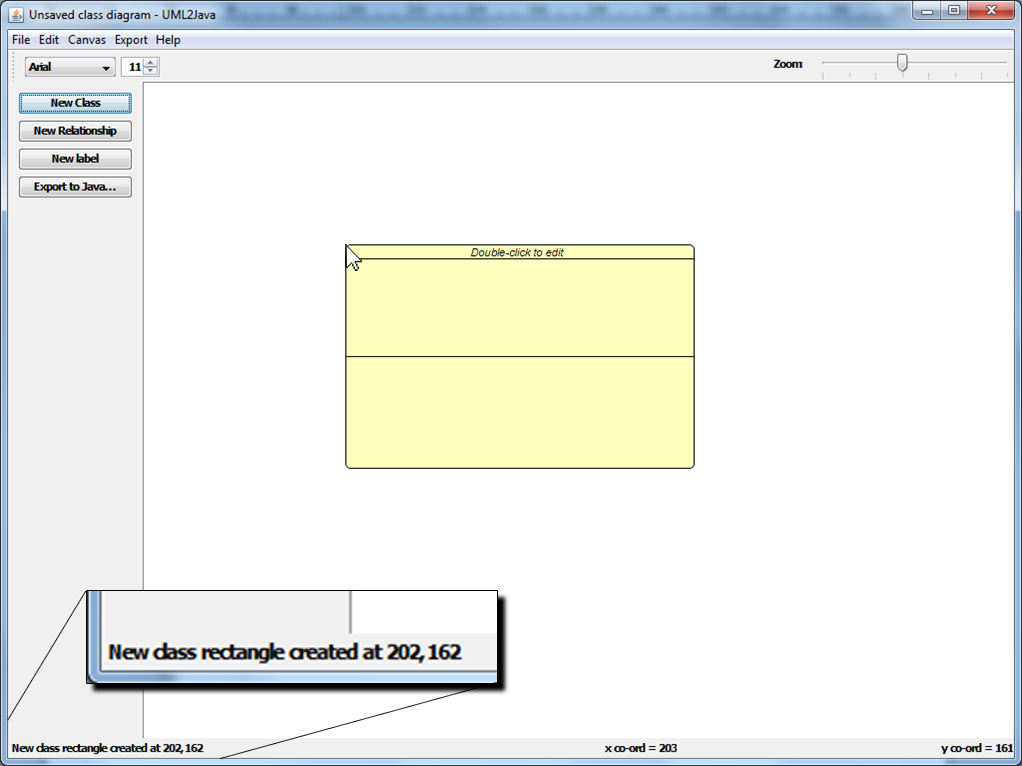 Unsaved class diagram - UML2Java
File Edit Canvas Export Help
Arial 11 Zoom
New Class
New Relationship
New label
Export to Java...
Double-click to edit
New class rectangle created at 202,162
New class rectangle created at 202,162 x co-ord = 203 y co-ord = 161